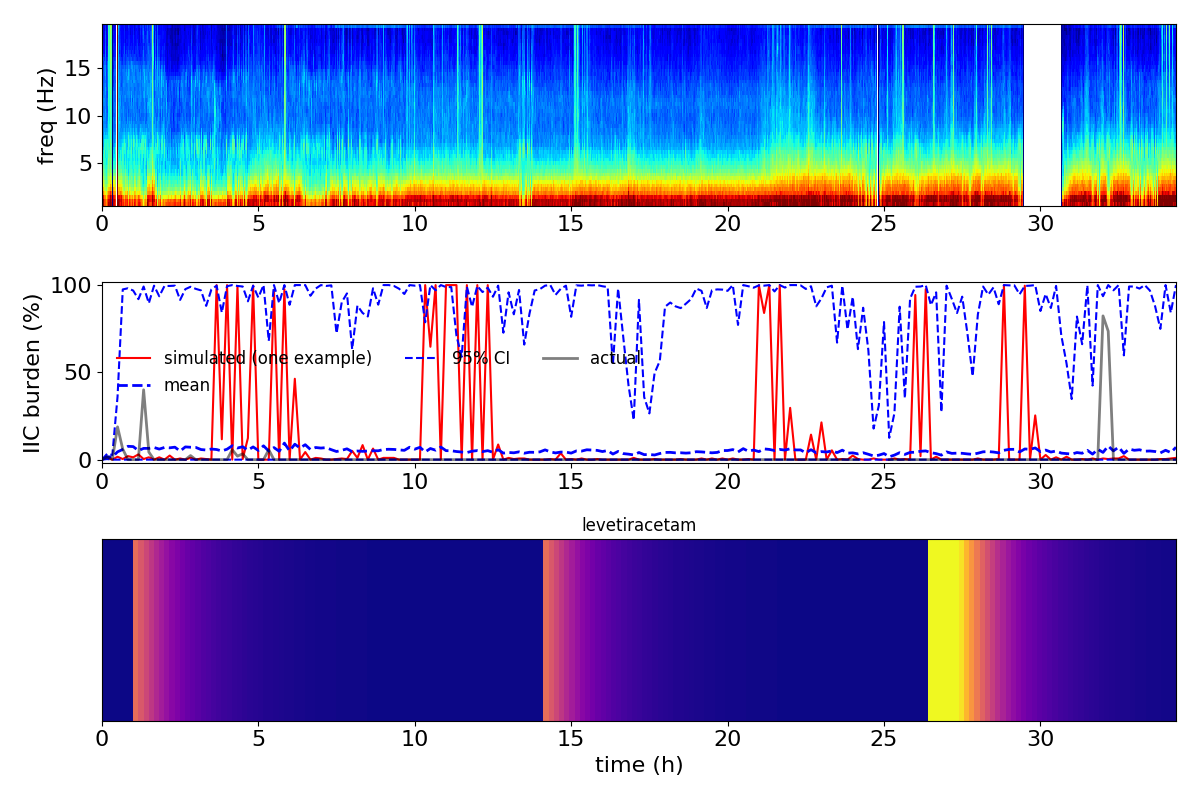 freq (Hz)
15
10
5
0 5 10 15 20 25 30
IIC burden (%)
100
50
0
simulated (one example) 95% CI actual
mean
0 5 10 15 20 25 30
levetiracetam
0 5 10 15 20 25 30
time (h)